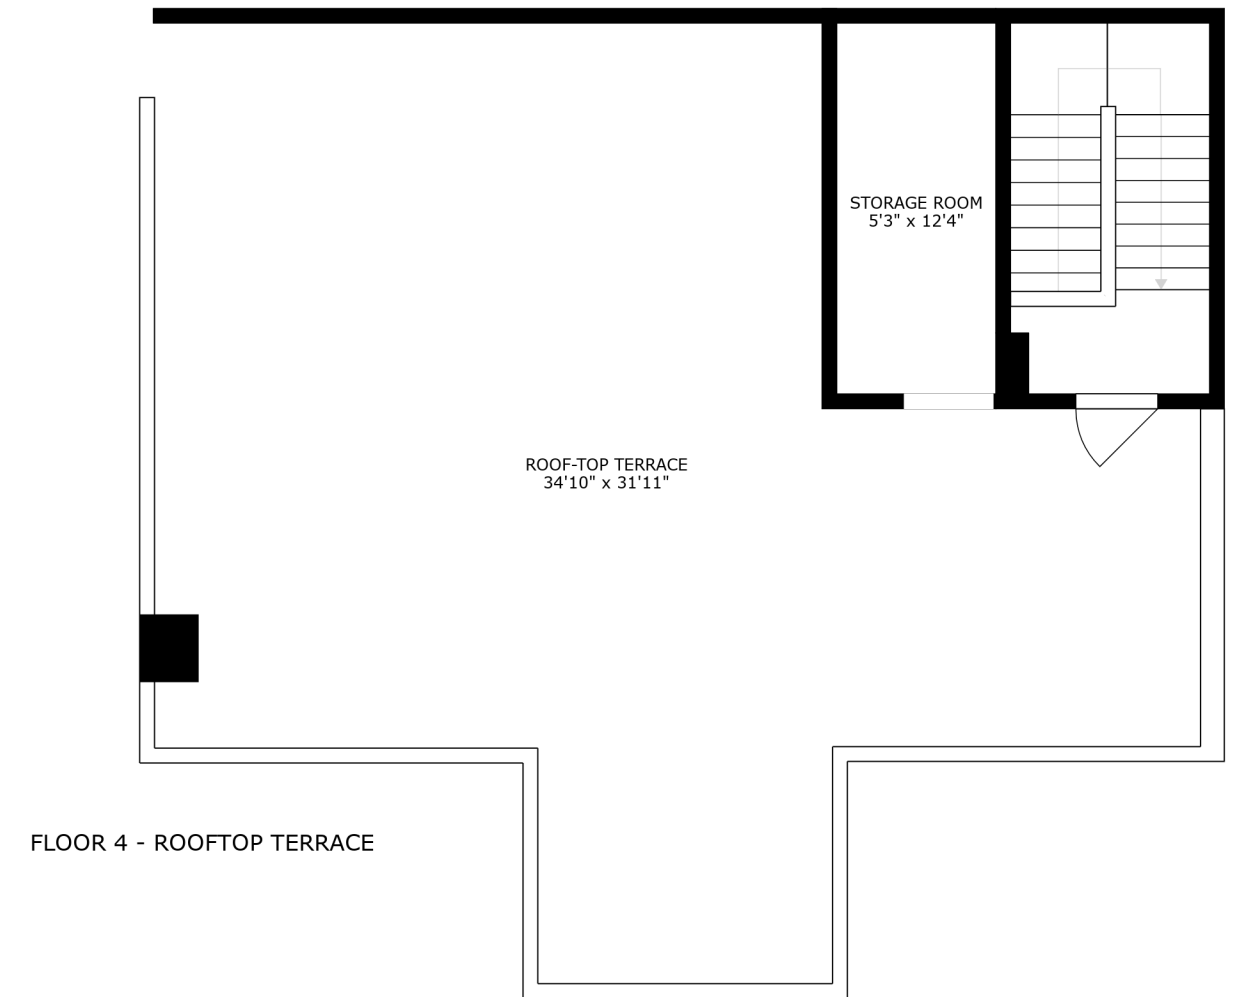 STORAGE ROOM
5'3" x 12'4"
ROOF-TOP TERRACE
34'10" x 31'11"
FLOOR 4 - ROOFTOP TERRACE